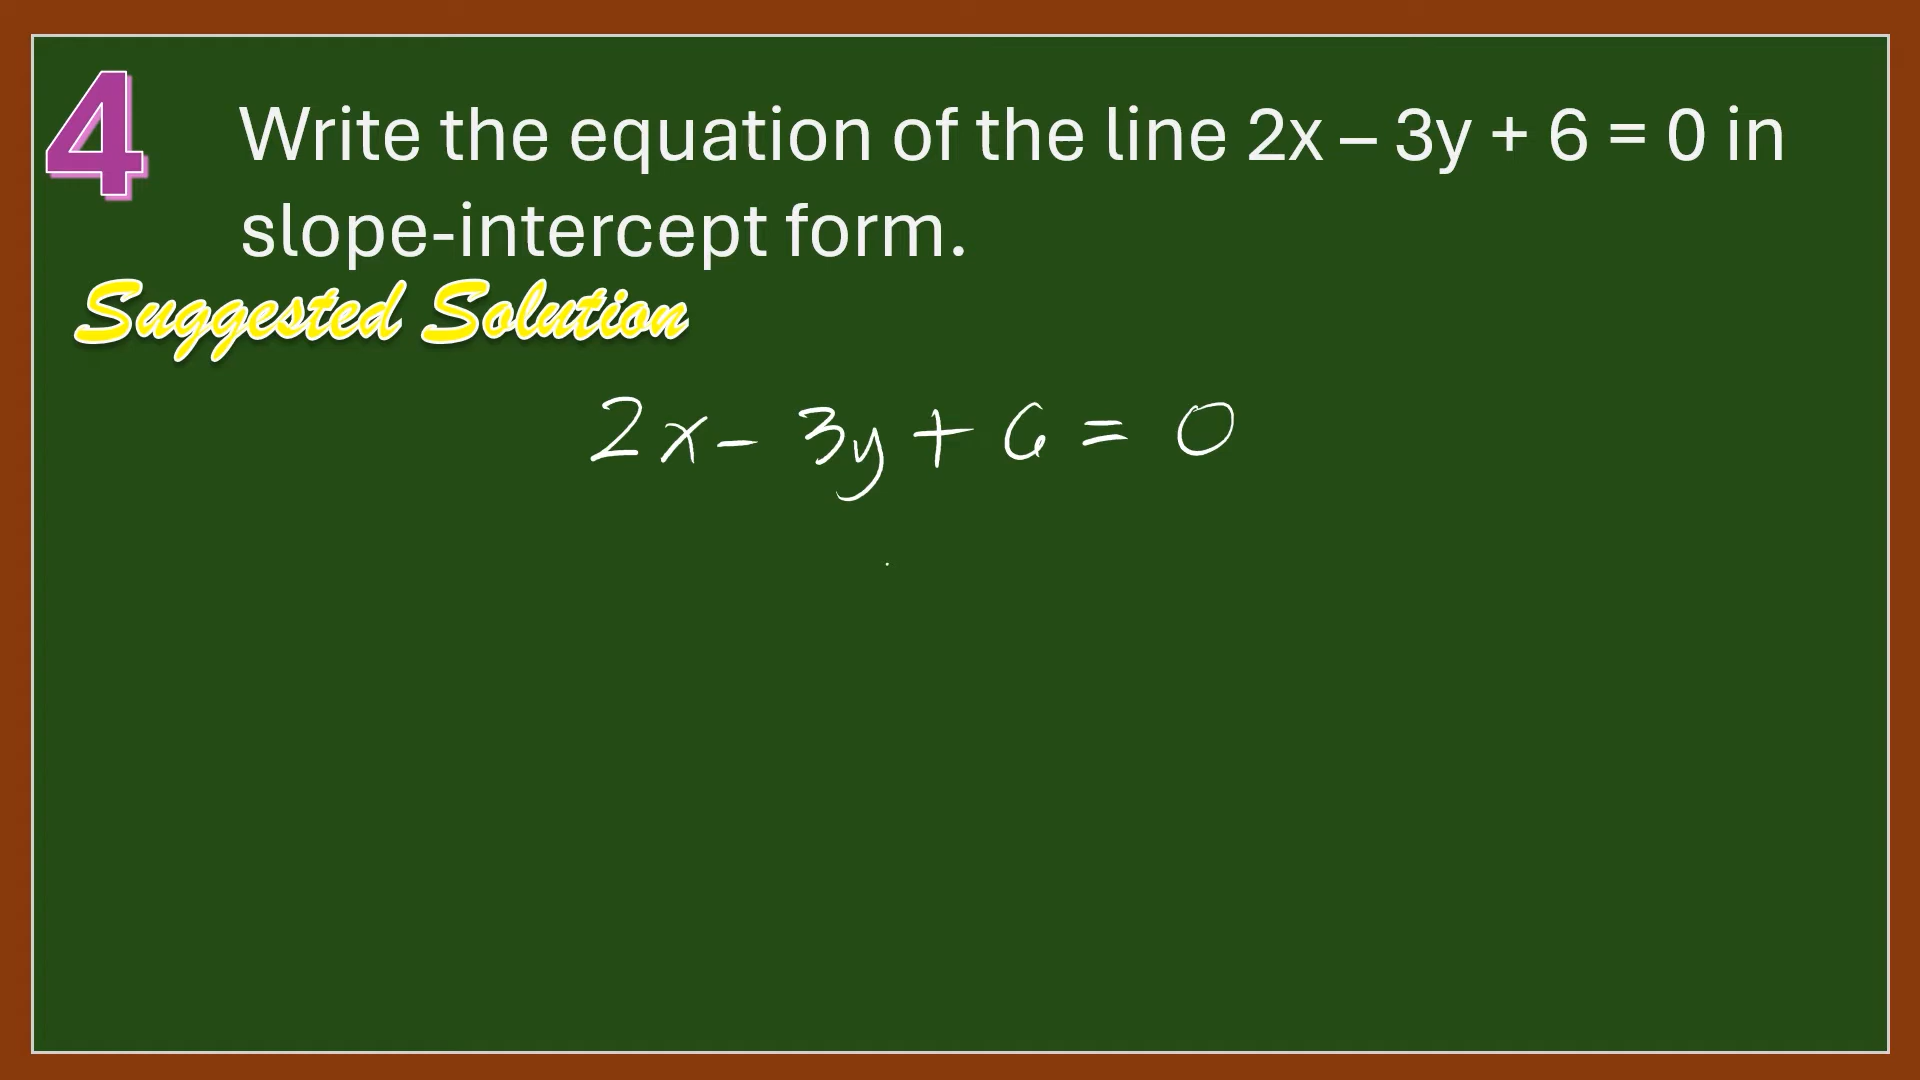 4
Write the equation of the line 2x – 3y + 6 = 0 in
slope-intercept form.
Suggested Solution
2x - 3y + 6 = 0